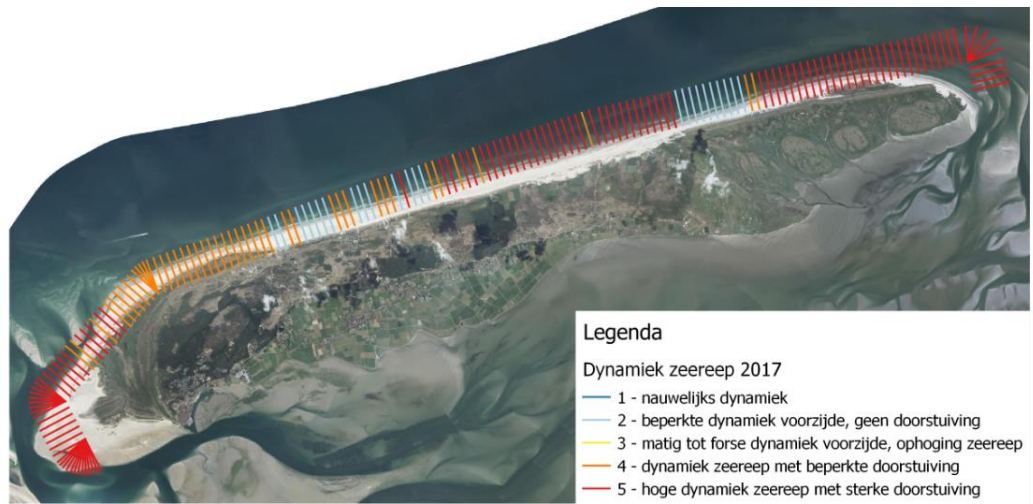 Legenda
Dynamiek zeereep 2017
1 - nauwelijks dynamiek
2 - beperkte dynamiek voorzijde, geen doorstuiving
3 - matig tot forse dynamiek voorzijde, ophoging zeereep
4 - dynamiek zeereep met beperkte doorstuiving
5 - hoge dynamiek zeereep met sterke doorstuiving